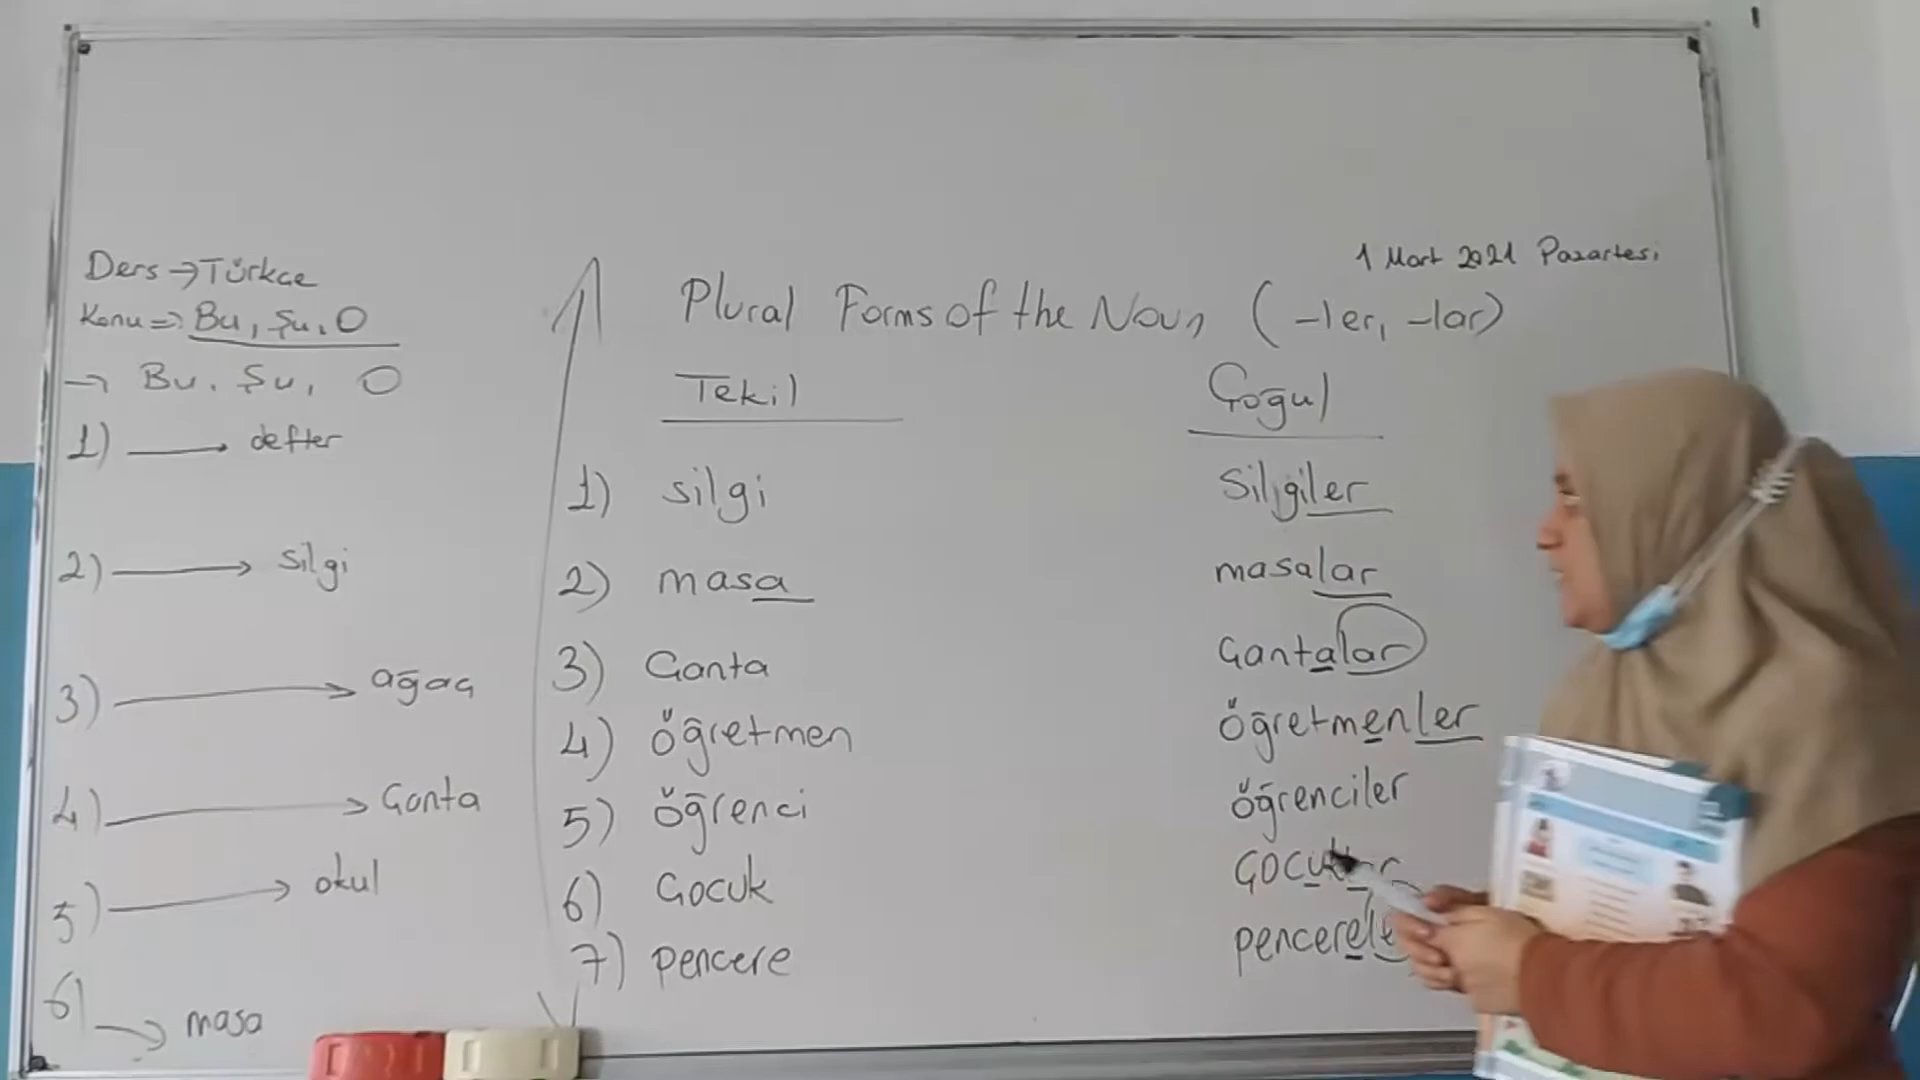 Ders → Türkçe
Konu => Bu, Şu, O
→ Bu, Şu, O
1) → defter
2) → silgi
3) → ağaç
4) → Çanta
5) → okul
6) → masa
1 Mart 2021 Pazartesi
Plural Forms of the Noun (-ler, -lar)
Tekil Çoğul
1) silgi Silgiler
2) masa masalar
3) Çanta Çantalar
4) öğretmen öğretmenler
5) öğrenci öğrenciler
6) Çocuk
7) pencere